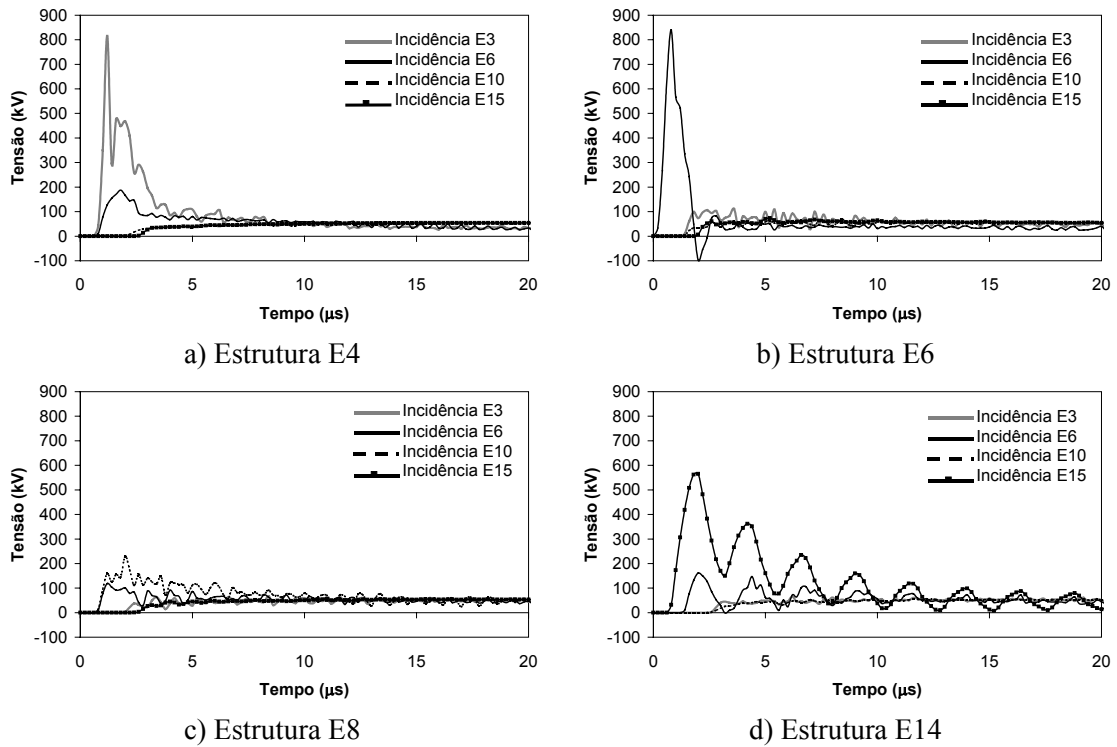 900
800
700
600
500
400
300
200
100
0
-100
Tensão (kV)
Incidência E3
Incidência E6
Incidência E10
Incidência E15
0 5 10 15 20
Tempo (μs)
a) Estrutura E4
900
800
700
600
500
400
300
200
100
0
-100
Tensão (kV)
Incidência E3
Incidência E6
Incidência E10
Incidência E15
0 5 10 15 20
Tempo (μs)
b) Estrutura E6
900
800
700
600
500
400
300
200
100
0
-100
Tensão (kV)
Incidência E3
Incidência E6
Incidência E10
Incidência E15
0 5 10 15 20
Tempo (μs)
c) Estrutura E8
900
800
700
600
500
400
300
200
100
0
-100
Tensão (kV)
Incidência E3
Incidência E6
Incidência E10
Incidência E15
0 5 10 15 20
Tempo (μs)
d) Estrutura E14